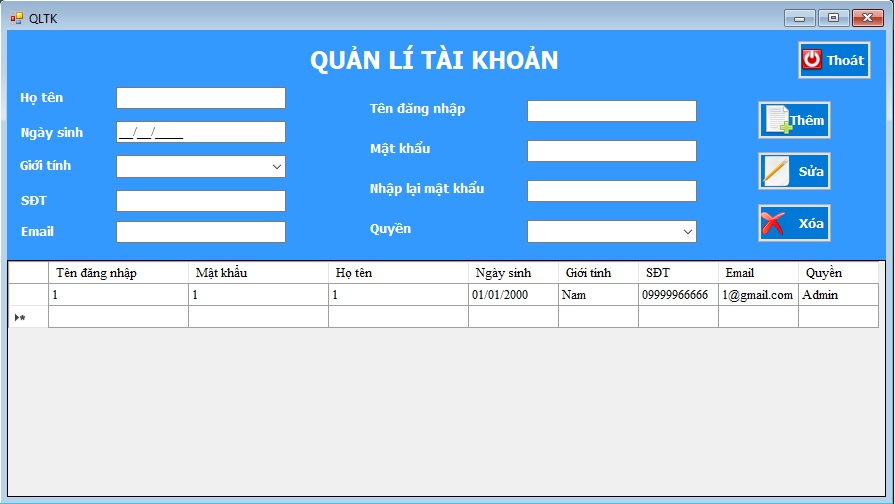 QLTK
QUẢN LÍ TÀI KHOẢN
Thoát
Họ tên
Ngày sinh
__/__/____
Giới tính
SĐT
Email
Tên đăng nhập
Mật khẩu
Nhập lại mật khẩu
Quyền
Thêm
Sửa
Xóa
Tên đăng nhập Mật khẩu Họ tên Ngày sinh Giới tính SĐT Email Quyền
1 1 1 01/01/2000 Nam 09999966666 1@gmail.com Admin